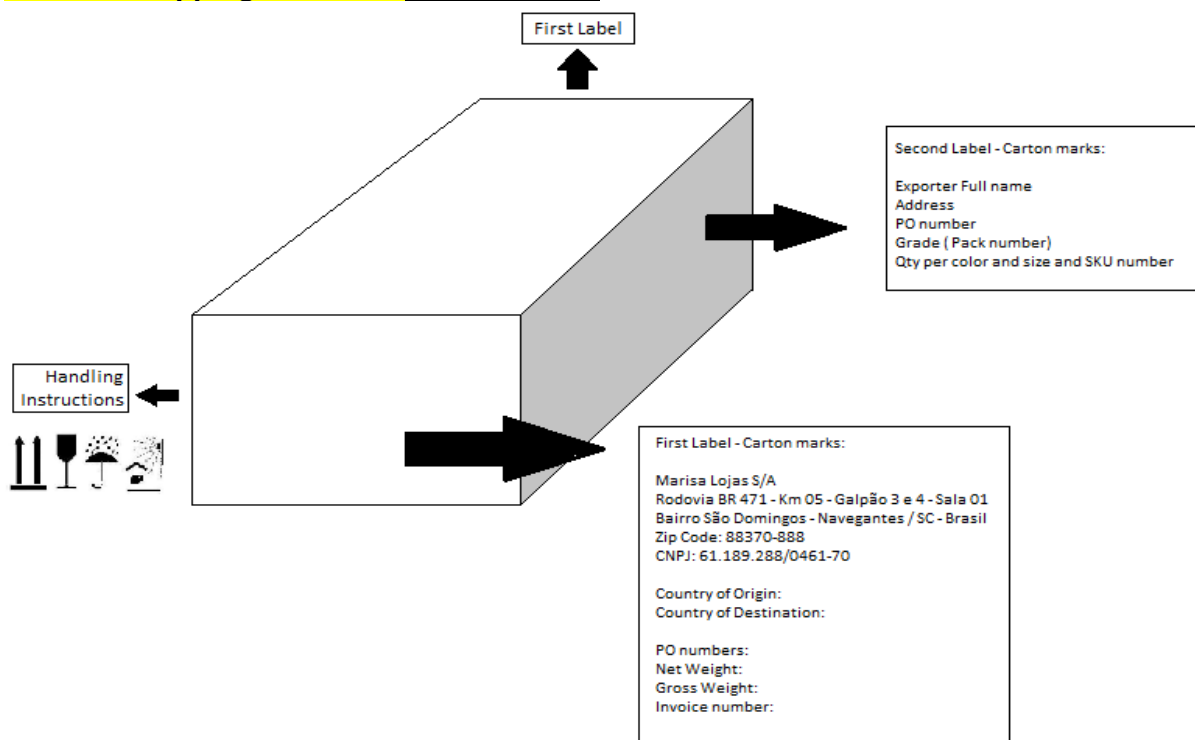 First Label
Second Label - Carton marks:
Exporter Full name
Address
PO number
Grade ( Pack number)
Qty per color and size and SKU number
Handling
Instructions
First Label - Carton marks:
Marisa Lojas S/A
Rodovia BR 471 - Km 05 - Galpão 3 e 4 - Sala 01
Bairro São Domingos - Navegantes / SC - Brasil
Zip Code: 88370-888
CNPJ: 61.189.288/0461-70
Country of Origin:
Country of Destination:
PO numbers:
Net Weight:
Gross Weight:
Invoice number: